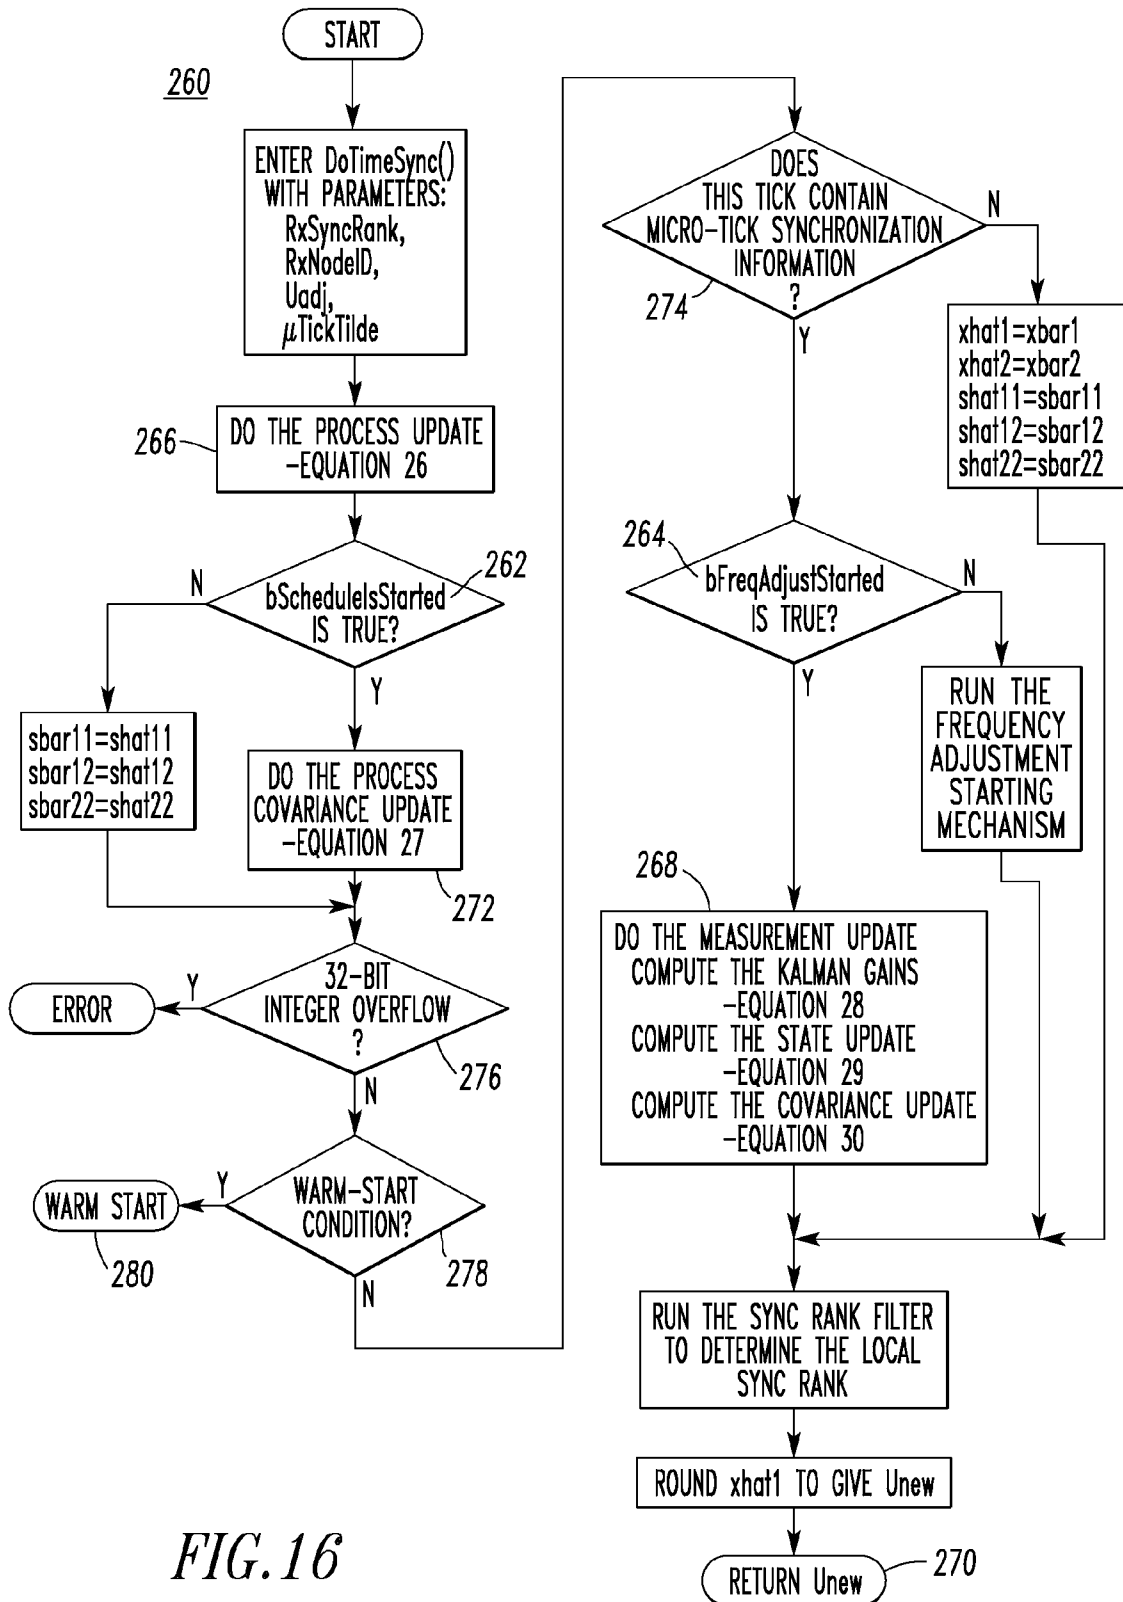 START
260
ENTER DoTimeSync()
WITH PARAMETERS:
RxSyncRank,
RxNodeID,
Uadj,
μTickTilde
266
DO THE PROCESS UPDATE
-EQUATION 26
262
N
bScheduleIsStarted
IS TRUE?
Y
sbar11=shat11
sbar12=shat12
sbar22=shat22
DO THE PROCESS
COVARIANCE UPDATE
-EQUATION 27
272
Y
32-BIT
INTEGER OVERFLOW
?
ERROR
276
N
Y
WARM-START
CONDITION?
WARM START
280
278
N
DOES
THIS TICK CONTAIN
MICRO-TICK SYNCHRONIZATION
INFORMATION
?
N
274
Y
xhat1=xbar1
xhat2=xbar2
shat11=sbar11
shat12=sbar12
shat22=sbar22
264
bFreqAdjustStarted
IS TRUE?
N
Y
RUN THE
FREQUENCY
ADJUSTMENT
STARTING
MECHANISM
268
DO THE MEASUREMENT UPDATE
COMPUTE THE KALMAN GAINS
-EQUATION 28
COMPUTE THE STATE UPDATE
-EQUATION 29
COMPUTE THE COVARIANCE UPDATE
-EQUATION 30
RUN THE SYNC RANK FILTER
TO DETERMINE THE LOCAL
SYNC RANK
ROUND xhat1 TO GIVE Unew
RETURN Unew
270
FIG. 16